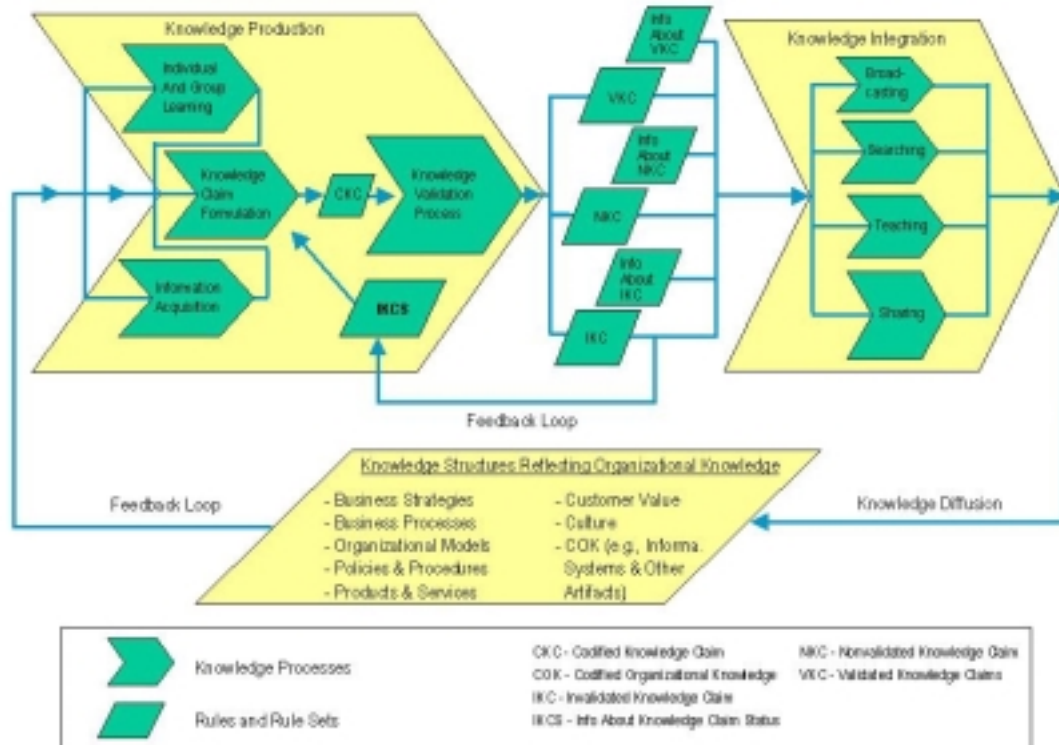 Knowledge Production
Individual
And Group
Learning
Knowledge
Claim
Formulation
Information
Acquisition
CKC
Knowledge
Validation
Process
IKCS
Info
About
VKC
VKC
Info
About
NKC
NKC
Info
About
IKC
IKC
Knowledge Integration
Broad-
casting
Searching
Teaching
Sharing
Feedback Loop
Knowledge Structures Reflecting Organizational Knowledge
- Business Strategies
- Business Processes
- Organizational Models
- Policies & Procedures
- Products & Services
- Customer Value
- Culture
- COK (e.g., Informa.
Systems & Other
Artifacts)
Feedback Loop
Knowledge Diffusion
Knowledge Processes
Rules and Rule Sets
CKC - Codified Knowledge Claim
COK - Codified Organizational Knowledge
IKC - Invalidated Knowledge Claim
IKCS - Info About Knowledge Claim Status
NKC - Nonvalidated Knowledge Claim
VKC - Validated Knowledge Claims